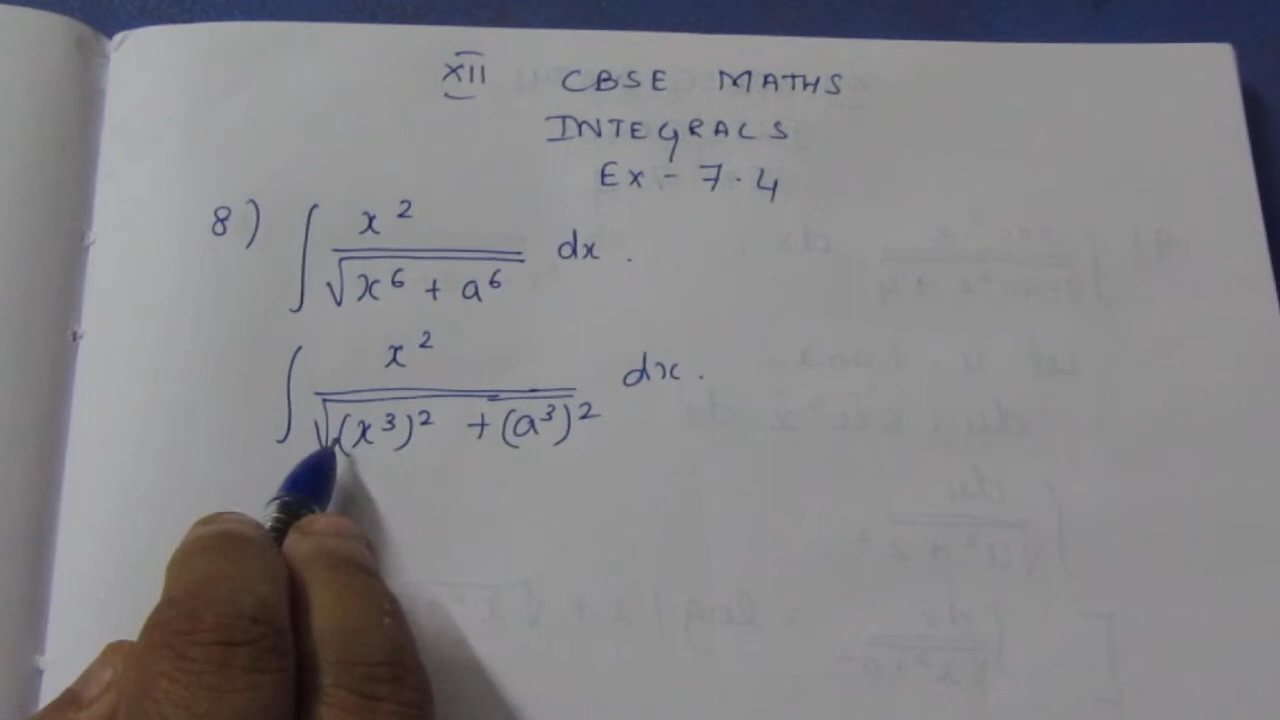 XII CBSE MATHS
INTEGRALS
Ex - 7.4
8) ∫ x² / √(x⁶ + a⁶) dx .
∫ x² / √((x³)² + (a³)²) dx .